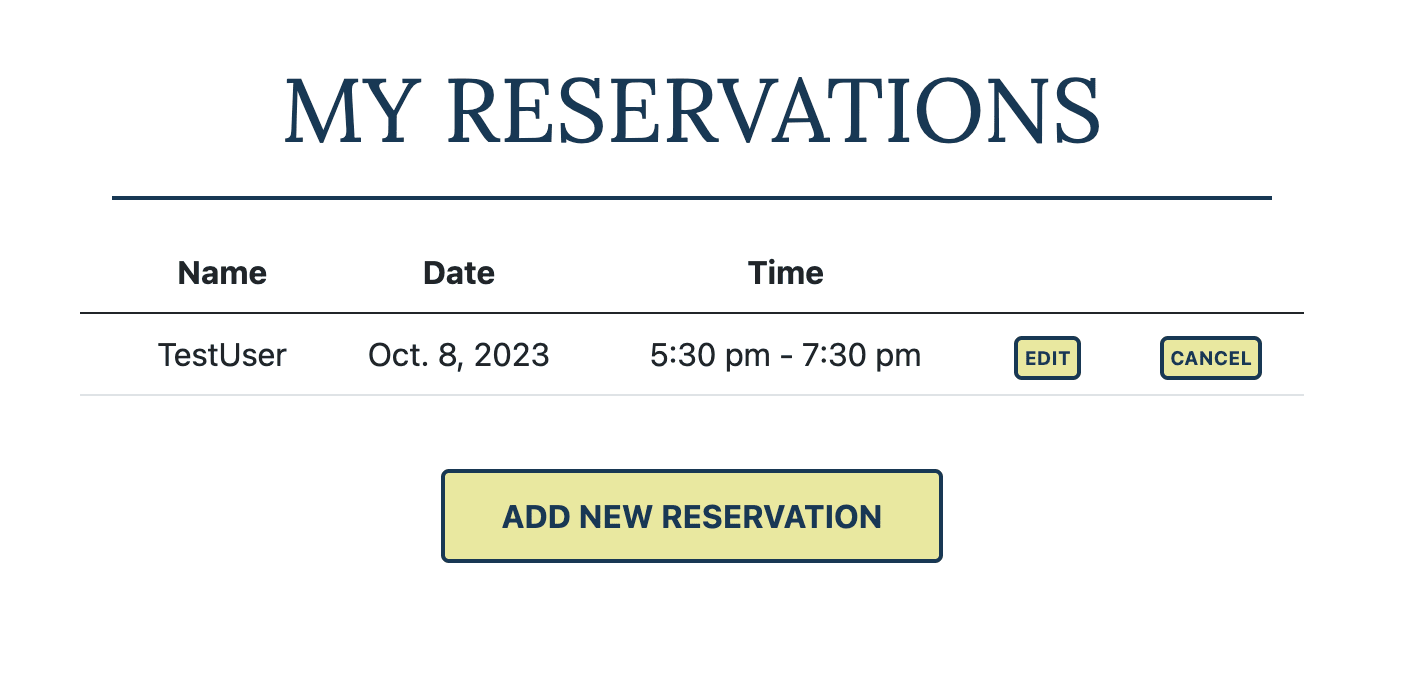 MY RESERVATIONS
Name Date Time
TestUser Oct. 8, 2023 5:30 pm - 7:30 pm EDIT CANCEL
ADD NEW RESERVATION